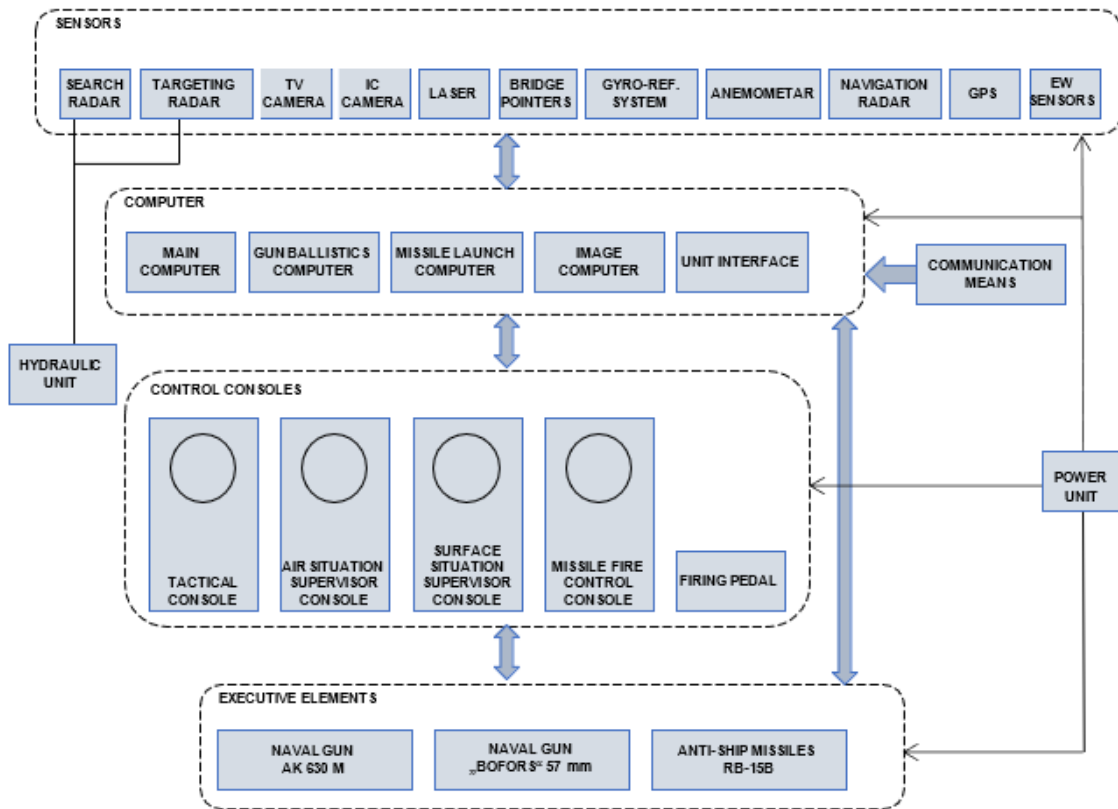 SENSORS
SEARCH
RADAR
TARGETING
RADAR
TV
CAMERA
IC
CAMERA
LASER
BRIDGE
POINTERS
GYRO-REF.
SYSTEM
ANEMOMETAR
NAVIGATION
RADAR
GPS
EW
SENSORS
COMPUTER
MAIN
COMPUTER
GUN BALLISTICS
COMPUTER
MISSILE LAUNCH
COMPUTER
IMAGE
COMPUTER
UNIT INTERFACE
COMMUNICATION
MEANS
HYDRAULIC
UNIT
CONTROL CONSOLES
TACTICAL
CONSOLE
AIR SITUATION
SUPERVISOR
CONSOLE
SURFACE
SITUATION
SUPERVISOR
CONSOLE
MISSILE FIRE
CONTROL
CONSOLE
FIRING PEDAL
POWER
UNIT
EXECUTIVE ELEMENTS
NAVAL GUN
AK 630 M
NAVAL GUN
„BOFORS“ 57 mm
ANTI-SHIP MISSILES
RB-15B